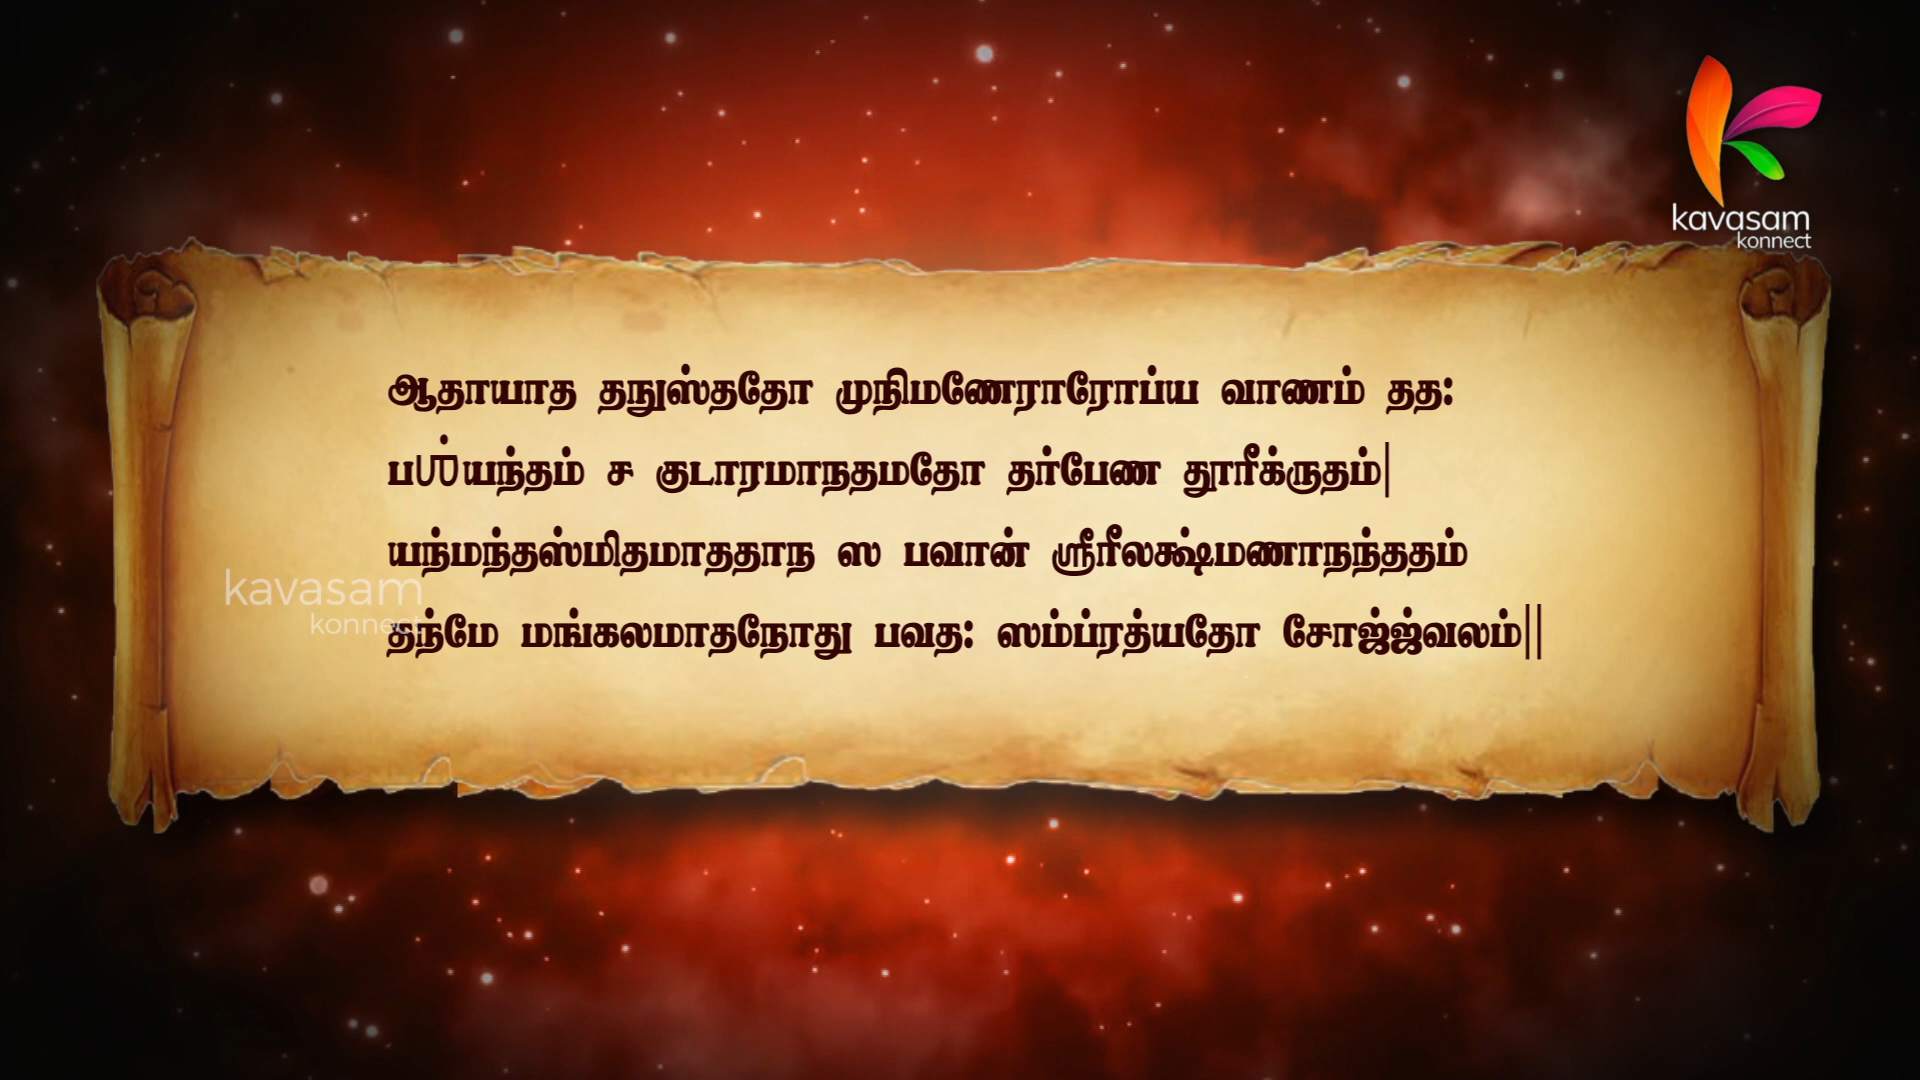 kavasam
konnect
ஆதாயாத தநுஸ்ததோ முநிமணேராரோப்ய வாணம் தத:
பஶ்யந்தம் ச குடாரமாநதமதோ தர்பேண தூரீக்ருதம்|
யந்மந்தஸ்மிதமாததாந ஸ பவான் ஸ்ரீரீலக்ஷ்மணாநந்ததம்
kavasam
konnect
தந்மே மங்கலமாதநோது பவத: ஸம்ப்ரத்யதோ சோஜ்ஜ்வலம்||